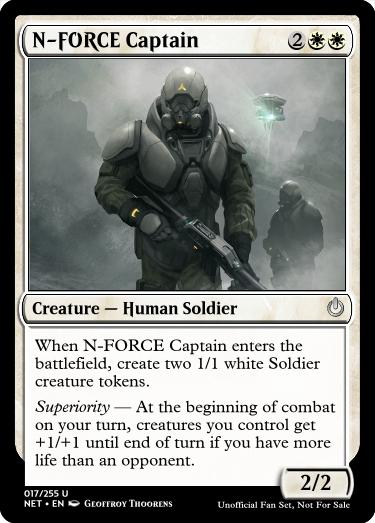 N-FORCE Captain 2
Creature — Human Soldier
When N-FORCE Captain enters the
battlefield, create two 1/1 white Soldier
creature tokens.
Superiority — At the beginning of combat
on your turn, creatures you control get
+1/+1 until end of turn if you have more
life than an opponent.
2/2
017/255 U
NET • EN Geoffroy Thoorens
Unofficial Fan Set, Not For Sale